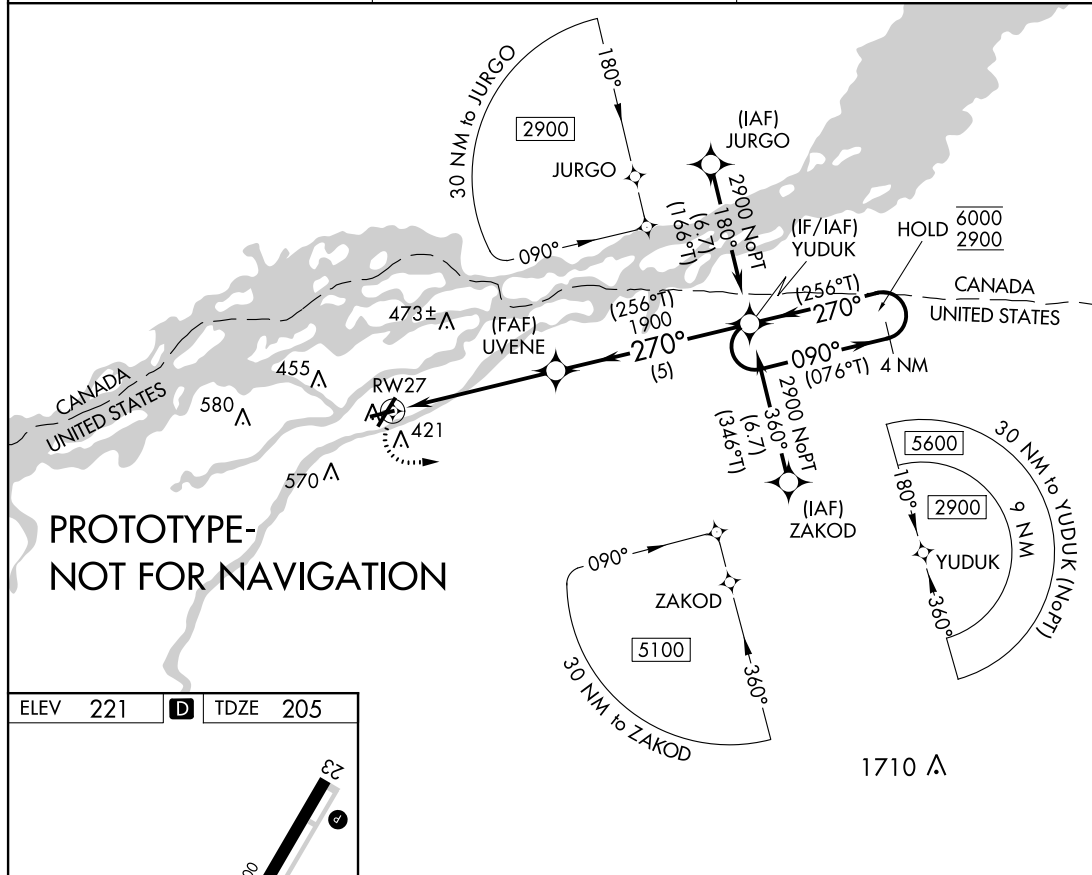 30 NM to JURGO
180°
2900
JURGO
090°
(IAF)
JURGO
2900 NoPT
180°
(6.7)
(166°T)
(IF/IAF)
YUDUK
HOLD
6000
2900
(256°T)
270°
CANADA
UNITED STATES
090°
(076°T)
4 NM
(256°T)
1900
270°
(5)
(FAF)
UVENE
473±
455
580
RW27
421
570
CANADA
UNITED STATES
2900 NoPT
360°
(6.7)
(346°T)
(IAF)
ZAKOD
PROTOTYPE-
NOT FOR NAVIGATION
090°
ZAKOD
5100
360°
30 NM to ZAKOD
5600
30 NM to YUDUK (NoPT)
180°
2900
9 NM
YUDUK
360°
1710
ELEV 221 D TDZE 205
23
P